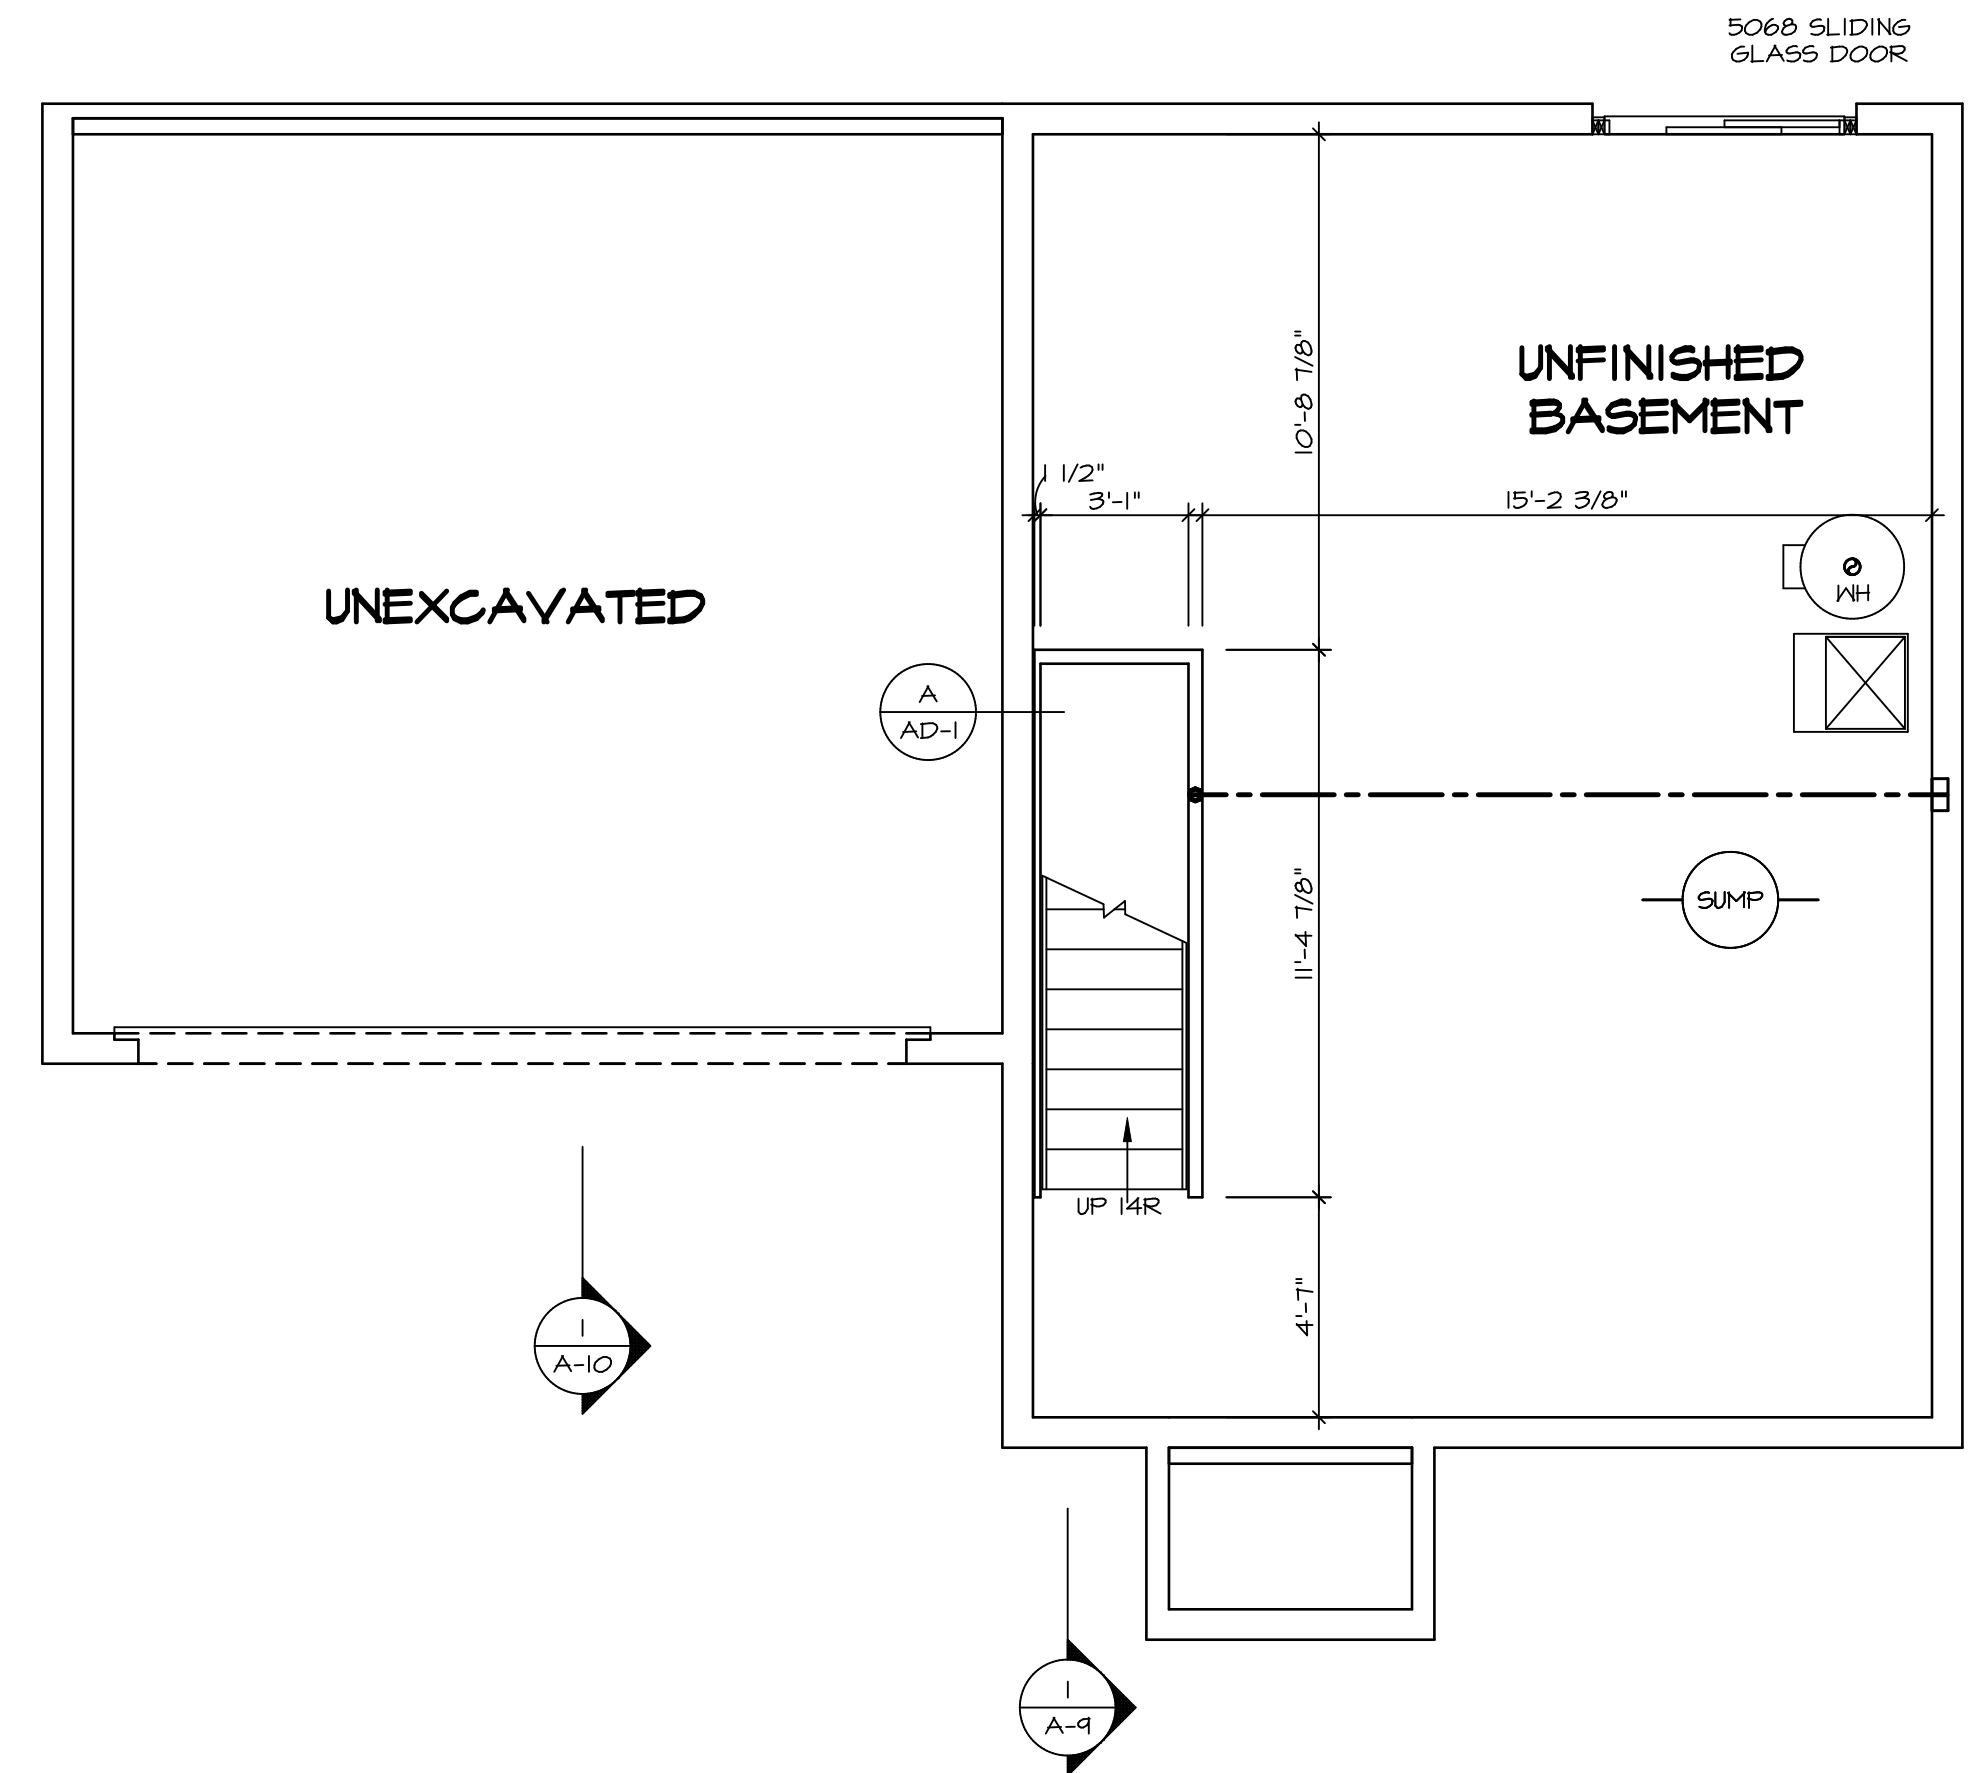 5068 SLIDING
GLASS DOOR
10'-8 7/8"
UNFINISHED
BASEMENT
1 1/2"
3'-1"
15'-2 3/8"
WH
UNEXCAVATED
A
AD-1
11'-4 7/8"
SUMP
UP 14R
4'-7"
1
A-10
1
A-9